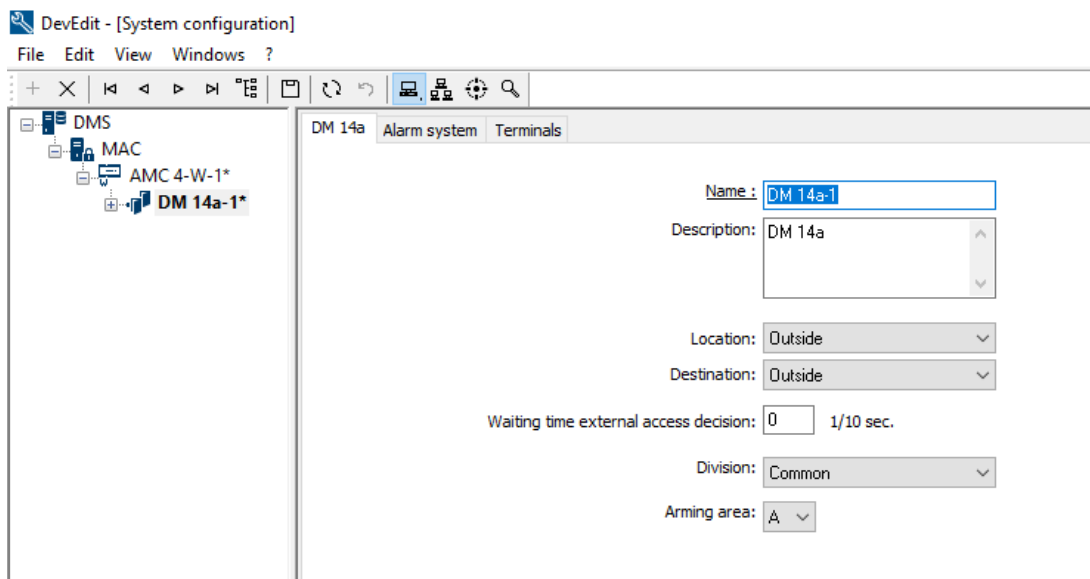 DevEdit - [System configuration]
File Edit View Windows ?
DMS
MAC
AMC 4-W-1*
DM 14a-1*
DM 14a Alarm system Terminals
Name : DM 14a-1
Description: DM 14a
Location: Outside
Destination: Outside
Waiting time external access decision: 0 1/10 sec.
Division: Common
Arming area: A